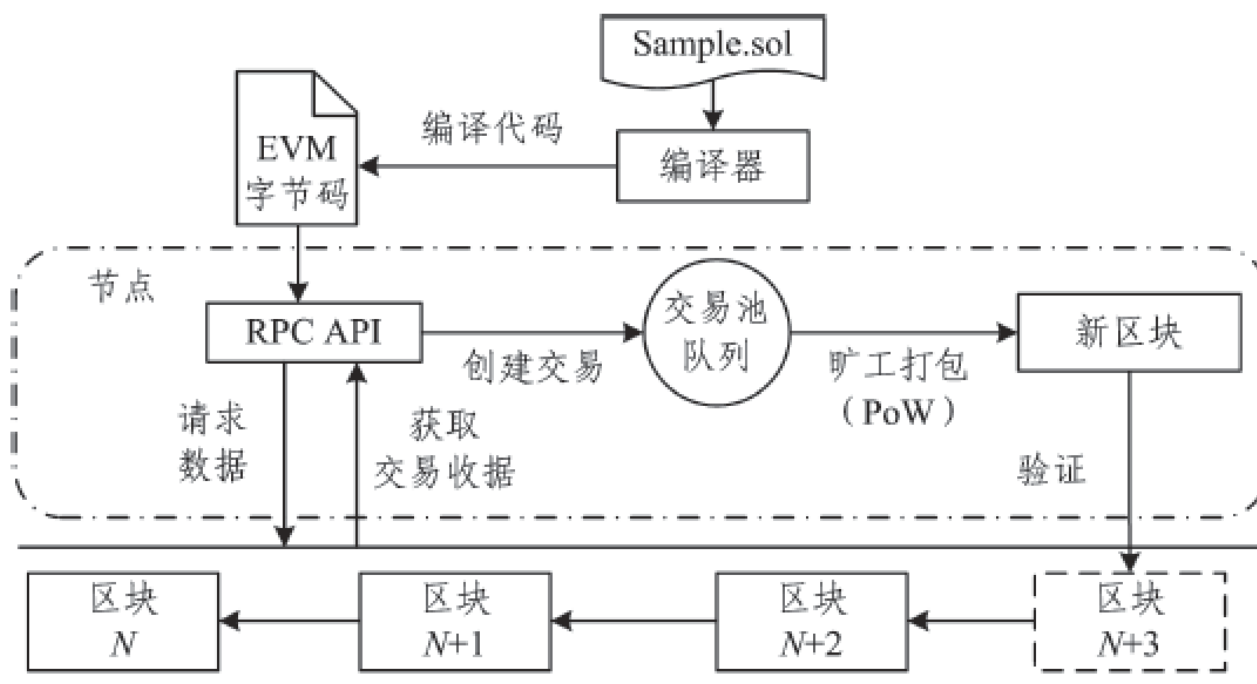 Sample.sol
编译代码
编译器
EVM
字节码
节点
RPC API
创建交易
交易池
队列
旷工打包
（PoW）
新区块
请求
数据
获取
交易收据
验证
区块
N
区块
N+1
区块
N+2
区块
N+3